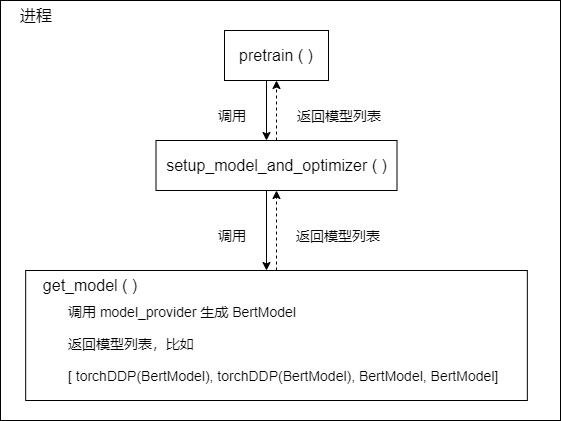 进程
pretrain ( )
调用
返回模型列表
setup_model_and_optimizer ( )
调用
返回模型列表
get_model ( )
调用 model_provider 生成 BertModel
返回模型列表，比如
[ torchDDP(BertModel), torchDDP(BertModel), BertModel, BertModel]